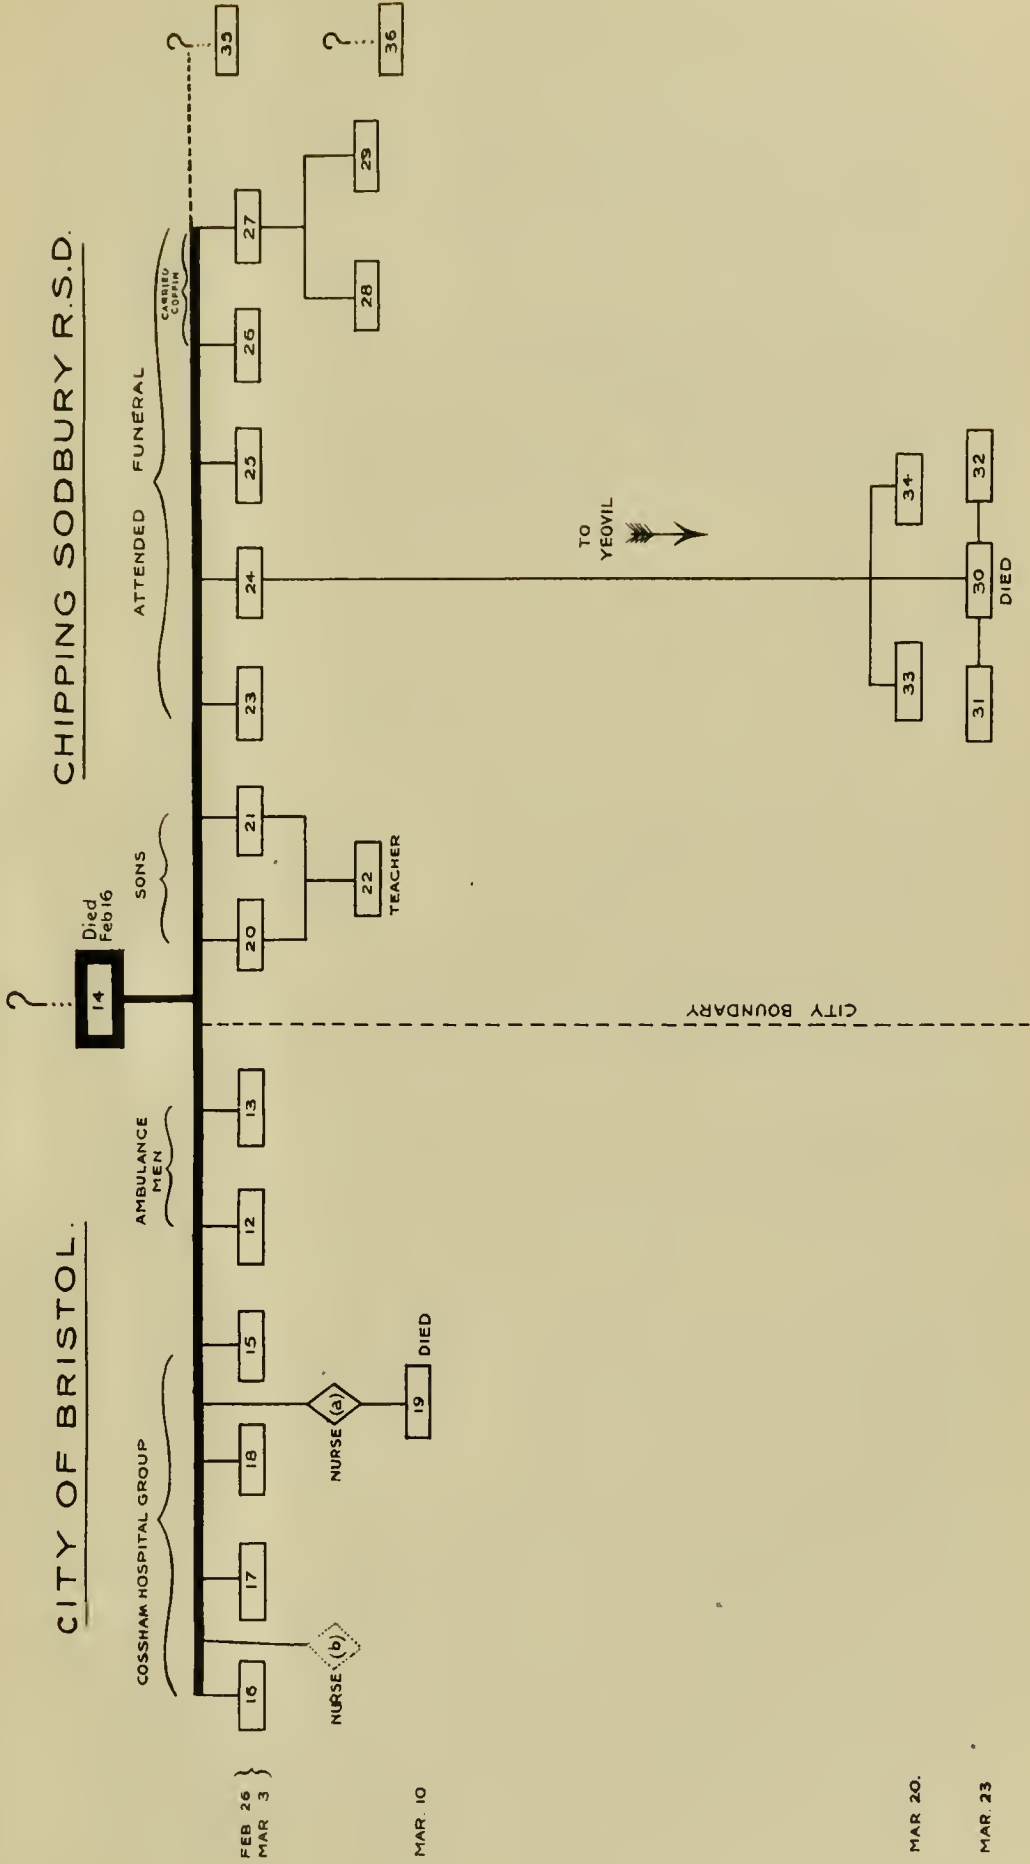 CITY OF BRISTOL.
CHIPPING SODBURY R.S.D.
?
14
Died
Feb 16
COSSHAM HOSPITAL GROUP
AMBULANCE
MEN
SONS
ATTENDED FUNERAL
CARRIED
COFFIN
?
FEB 26
MAR 3
16
17
18
15
12
13
20
21
23
24
25
26
27
35
NURSE (b)
NURSE (a)
22
TEACHER
28
29
?
36
MAR. 10
19
DIED
TO
YEOVIL
CITY BOUNDARY
MAR 20.
33
34
MAR. 23
31
30
32
DIED